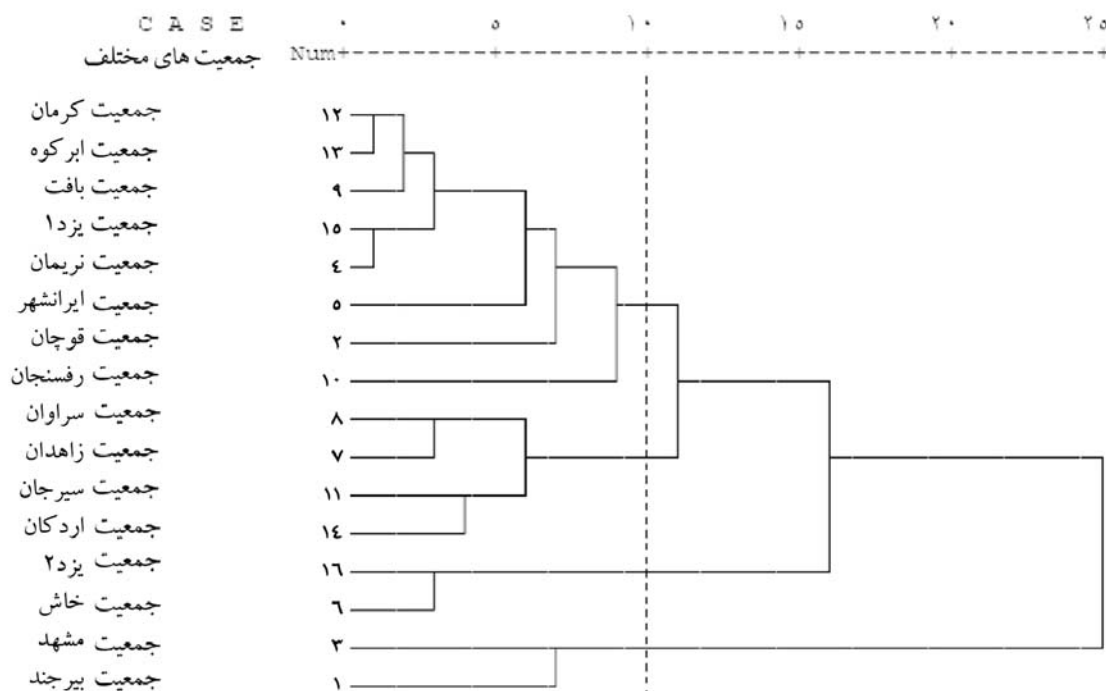 C A S E ٠ ٥ ١٠ ١٥ ٢٠ ٢٥
جمعیت های مختلف Num
جمعیت کرمان ١٢
جمعیت ابرکوه ١٣
جمعیت بافت ٩
جمعیت یزد١ ١٥
جمعیت نریمان ٤
جمعیت ایرانشهر ٥
جمعیت قوچان ٢
جمعیت رفسنجان ١٠
جمعیت سراوان ٨
جمعیت زاهدان ٧
جمعیت سیرجان ١١
جمعیت اردکان ١٤
جمعیت یزد٢ ١٦
جمعیت خاش ٦
جمعیت مشهد ٣
جمعیت بیرجند ١